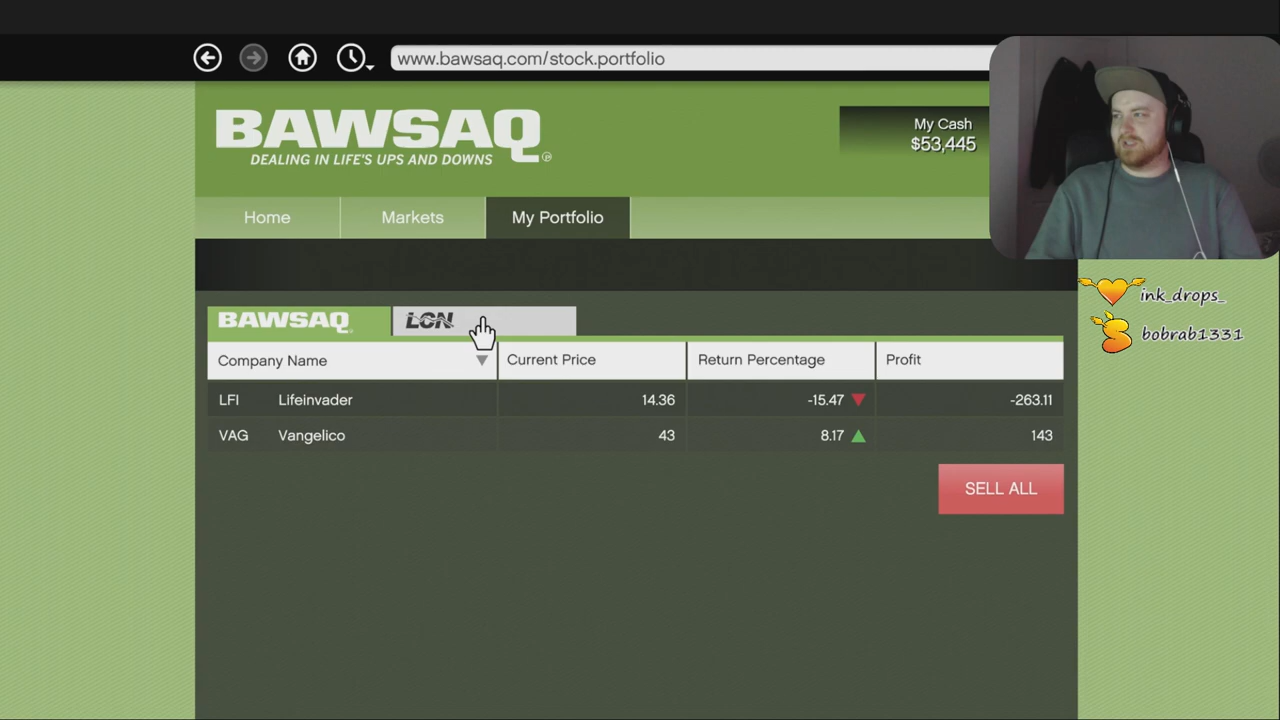 www.bawsaq.com/stock.portfolio
BAWSAQ
DEALING IN LIFE'S UPS AND DOWNS
My Cash
$53,445
Home Markets My Portfolio
ink_drops_
bobrab1331
BAWSAQ LCN
Company Name Current Price Return Percentage Profit
LFI Lifeinvader 14.36 -15.47 -263.11
VAG Vangelico 43 8.17 143
SELL ALL